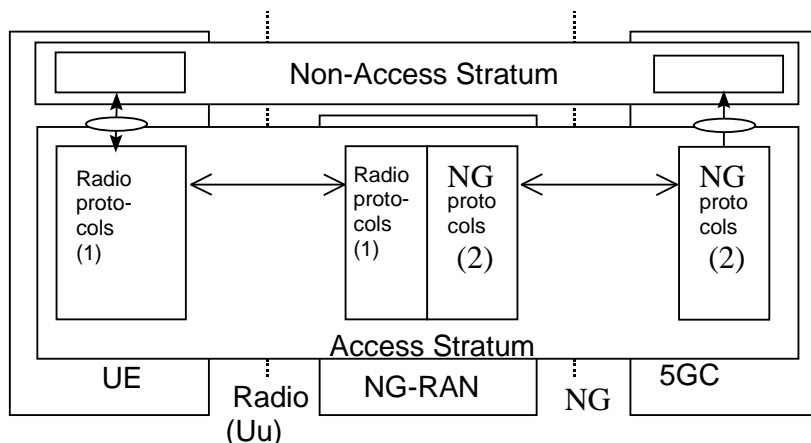 Non-Access Stratum
Radio
proto-
cols
(1)
Radio
proto-
cols
(1)
NG
proto
cols
(2)
NG
proto
cols
(2)
Access Stratum
UE
Radio
(Uu)
NG-RAN
NG
5GC